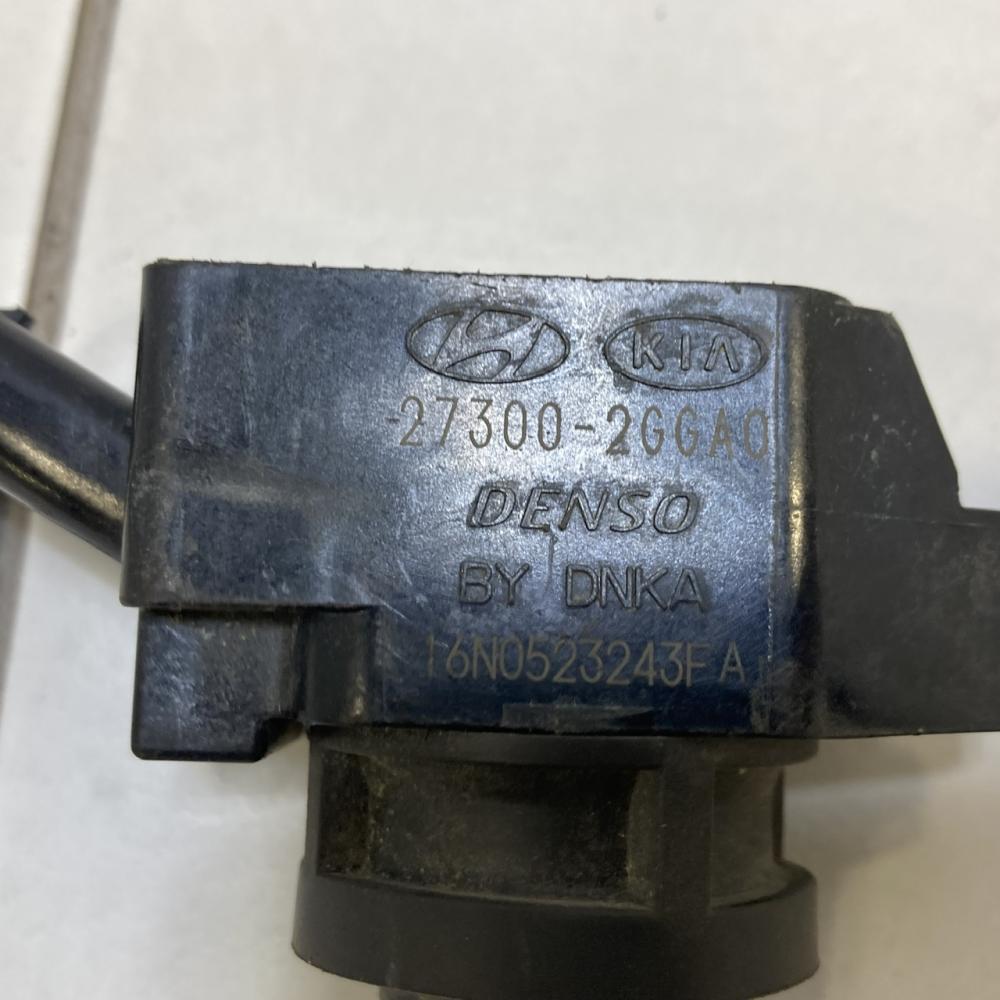 KIA
27300-2GGA0
DENSO
BY DNKA
16N0523243FA